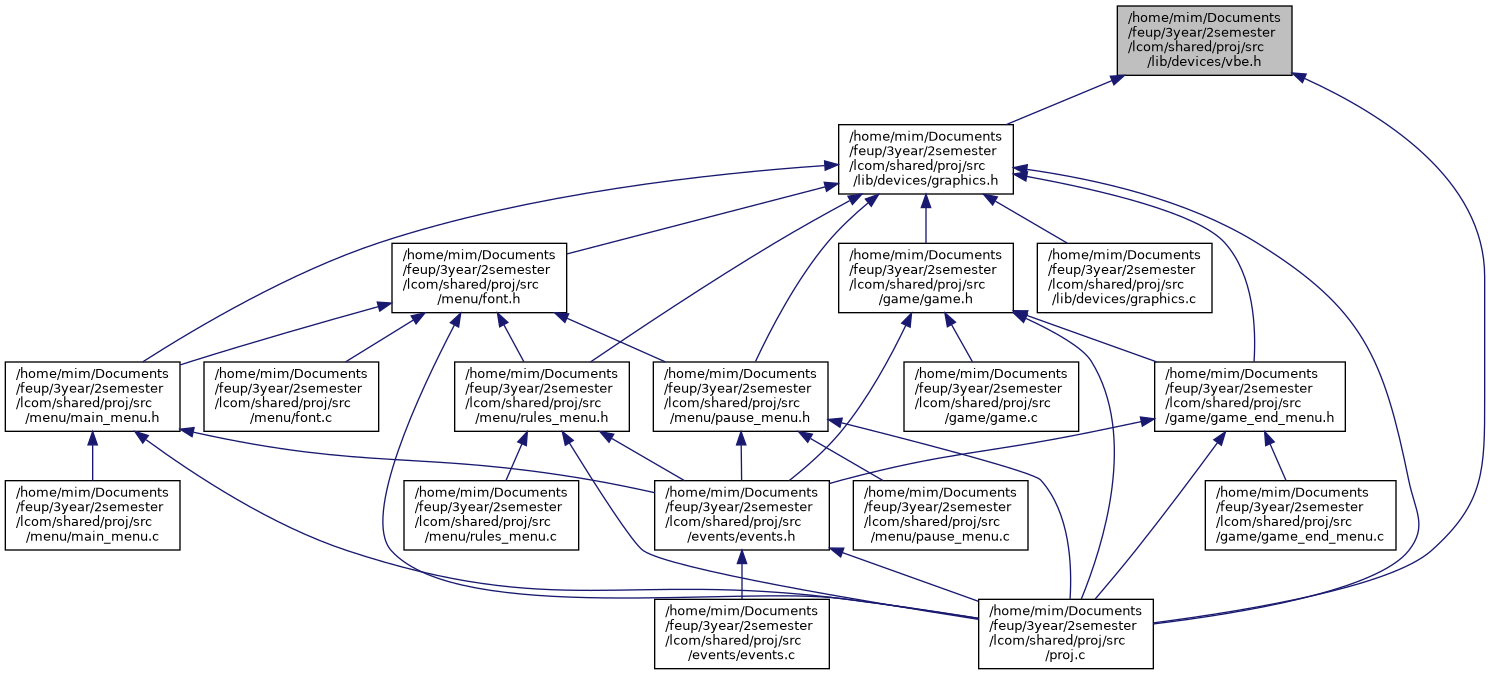 /home/mim/Documents
/feup/3year/2semester
/lcom/shared/proj/src
/lib/devices/vbe.h
/home/mim/Documents
/feup/3year/2semester
/lcom/shared/proj/src
/lib/devices/graphics.h
/home/mim/Documents
/feup/3year/2semester
/lcom/shared/proj/src
/menu/font.h
/home/mim/Documents
/feup/3year/2semester
/lcom/shared/proj/src
/game/game.h
/home/mim/Documents
/feup/3year/2semester
/lcom/shared/proj/src
/lib/devices/graphics.c
/home/mim/Documents
/feup/3year/2semester
/lcom/shared/proj/src
/menu/main_menu.h
/home/mim/Documents
/feup/3year/2semester
/lcom/shared/proj/src
/menu/font.c
/home/mim/Documents
/feup/3year/2semester
/lcom/shared/proj/src
/menu/rules_menu.h
/home/mim/Documents
/feup/3year/2semester
/lcom/shared/proj/src
/menu/pause_menu.h
/home/mim/Documents
/feup/3year/2semester
/lcom/shared/proj/src
/game/game.c
/home/mim/Documents
/feup/3year/2semester
/lcom/shared/proj/src
/game/game_end_menu.h
/home/mim/Documents
/feup/3year/2semester
/lcom/shared/proj/src
/menu/main_menu.c
/home/mim/Documents
/feup/3year/2semester
/lcom/shared/proj/src
/menu/rules_menu.c
/home/mim/Documents
/feup/3year/2semester
/lcom/shared/proj/src
/events/events.h
/home/mim/Documents
/feup/3year/2semester
/lcom/shared/proj/src
/menu/pause_menu.c
/home/mim/Documents
/feup/3year/2semester
/lcom/shared/proj/src
/game/game_end_menu.c
/home/mim/Documents
/feup/3year/2semester
/lcom/shared/proj/src
/events/events.c
/home/mim/Documents
/feup/3year/2semester
/lcom/shared/proj/src
/proj.c